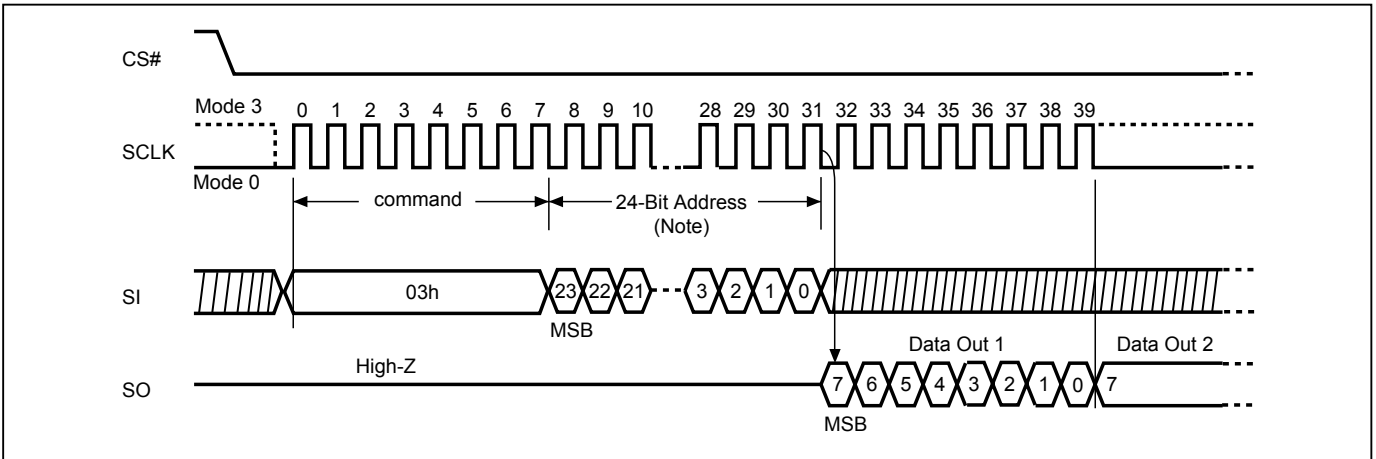 CS#
Mode 3
0 1 2 3 4 5 6 7 8 9 10 28 29 30 31 32 33 34 35 36 37 38 39
SCLK
Mode 0
command
24-Bit Address
(Note)
SI
03h
23 22 21 3 2 1 0
MSB
Data Out 1
Data Out 2
High-Z
SO
7 6 5 4 3 2 1 0 7
MSB